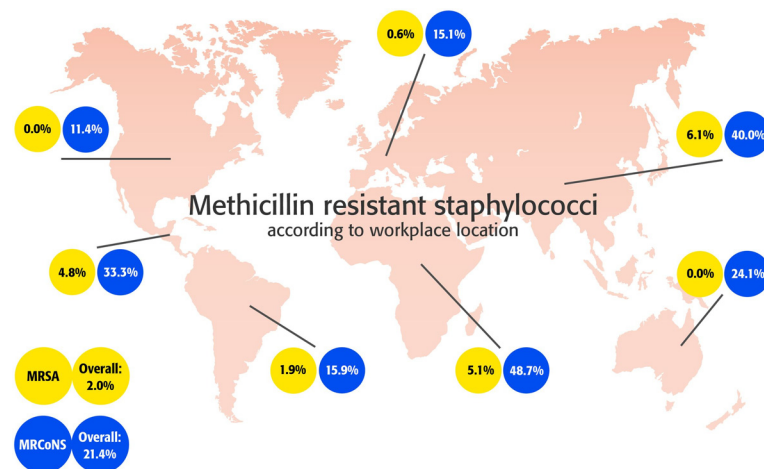 0.6% 15.1%
0.0% 11.4%
6.1% 40.0%
Methicillin resistant staphylococci
according to workplace location
4.8% 33.3%
0.0% 24.1%
1.9% 15.9%
5.1% 48.7%
MRSA Overall:
2.0%
MRCoNS Overall:
21.4%